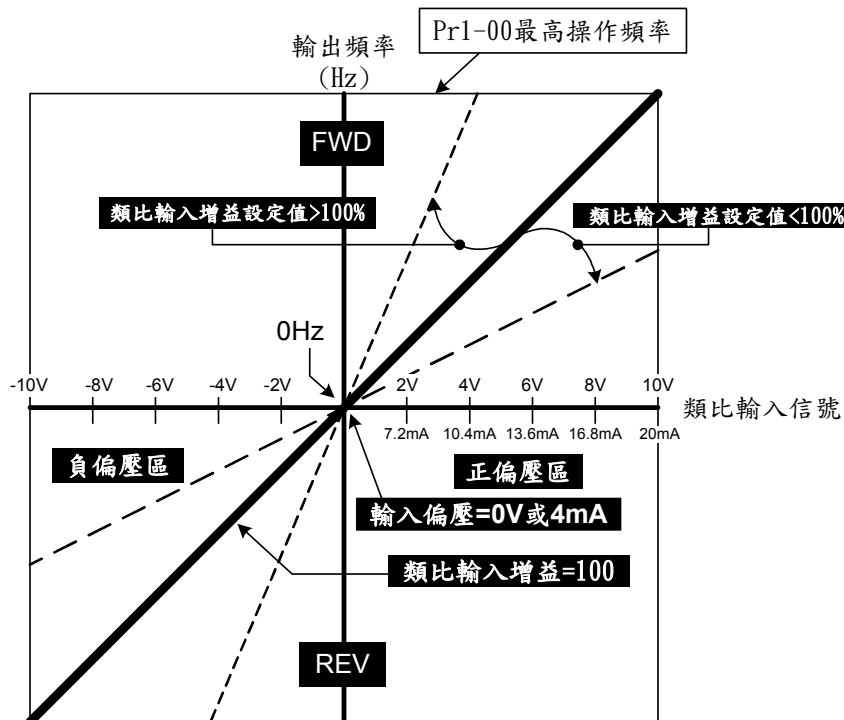 Pr1-00最高操作頻率
輸出頻率
(Hz)
FWD
類比輸入增益設定值>100%
類比輸入增益設定值<100%
0Hz
-10V -8V -6V -4V -2V 2V 4V 6V 8V 10V
類比輸入信號
7.2mA 10.4mA 13.6mA 16.8mA 20mA
負偏壓區
正偏壓區
輸入偏壓=0V或4mA
類比輸入增益=100
REV